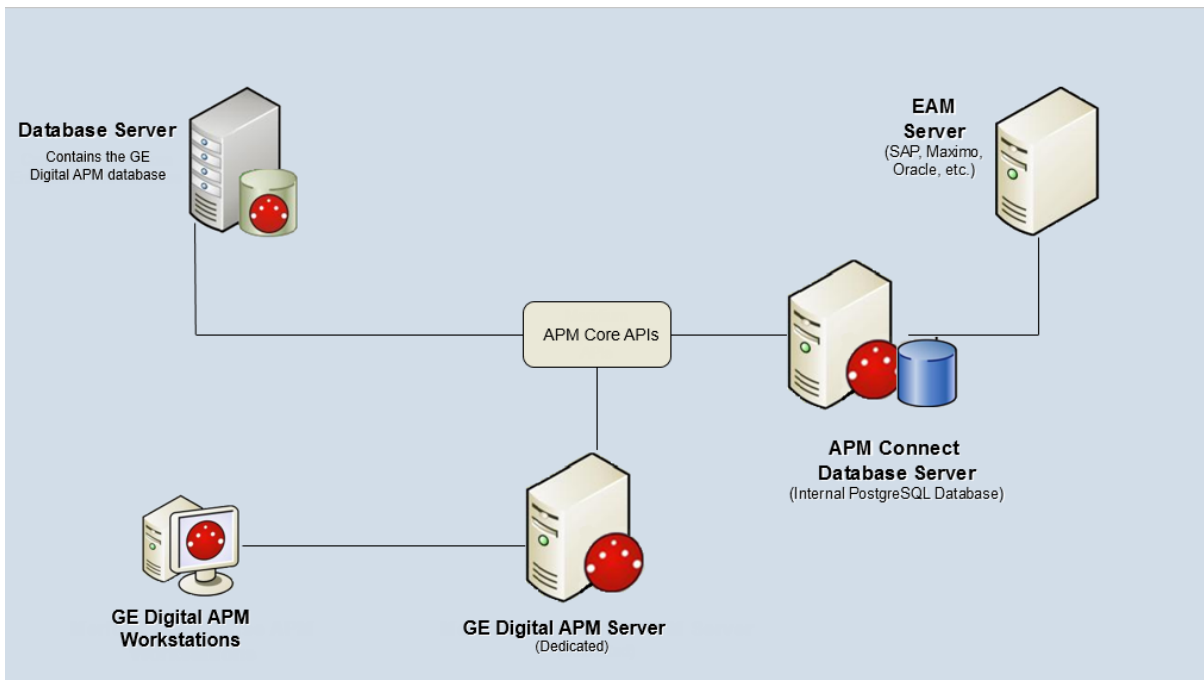 Database Server
Contains the GE
Digital APM database
EAM
Server
(SAP, Maximo,
Oracle, etc.)
APM Core APIs
APM Connect
Database Server
(Internal PostgreSQL Database)
GE Digital APM
Workstations
GE Digital APM Server
(Dedicated)